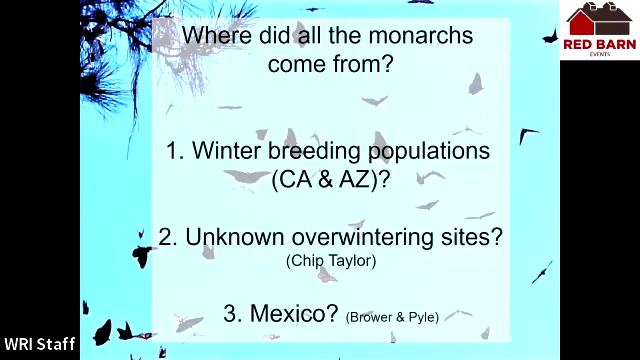 Where did all the monarchs
come from?
RED BARN
EVENTS
1. Winter breeding populations
(CA & AZ)?
2. Unknown overwintering sites?
(Chip Taylor)
3. Mexico? (Brower & Pyle)
WRI Staff